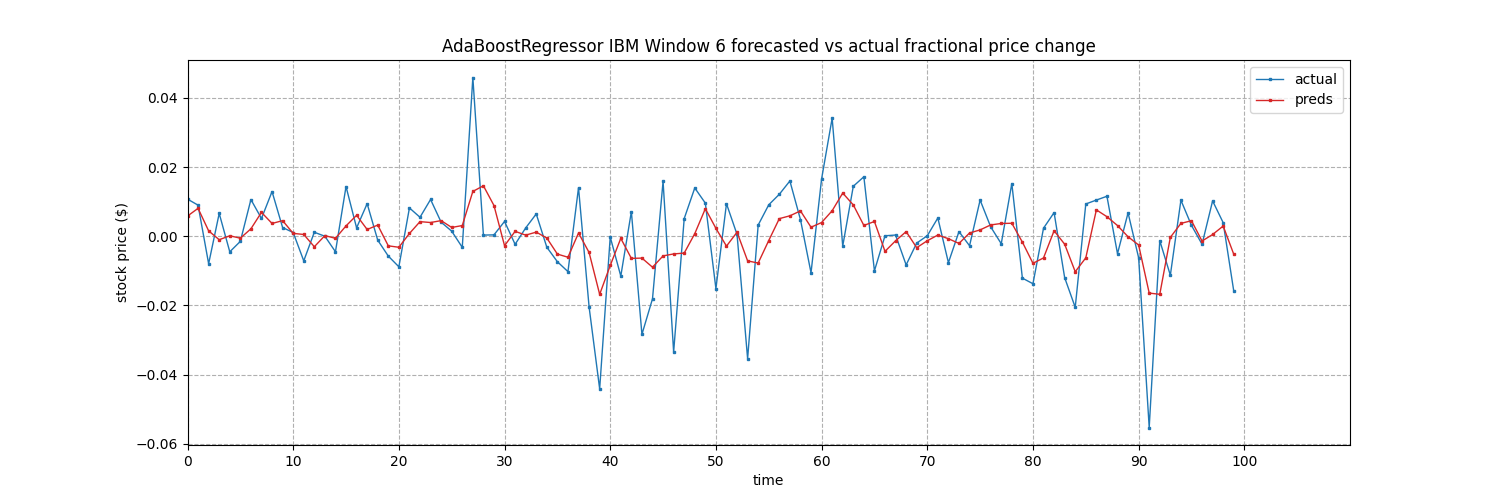 AdaBoostRegressor IBM Window 6 forecasted vs actual fractional price change
actual
preds
stock price ($)
0.04
0.02
0.00
−0.02
−0.04
−0.06
0 10 20 30 40 50 60 70 80 90 100
time